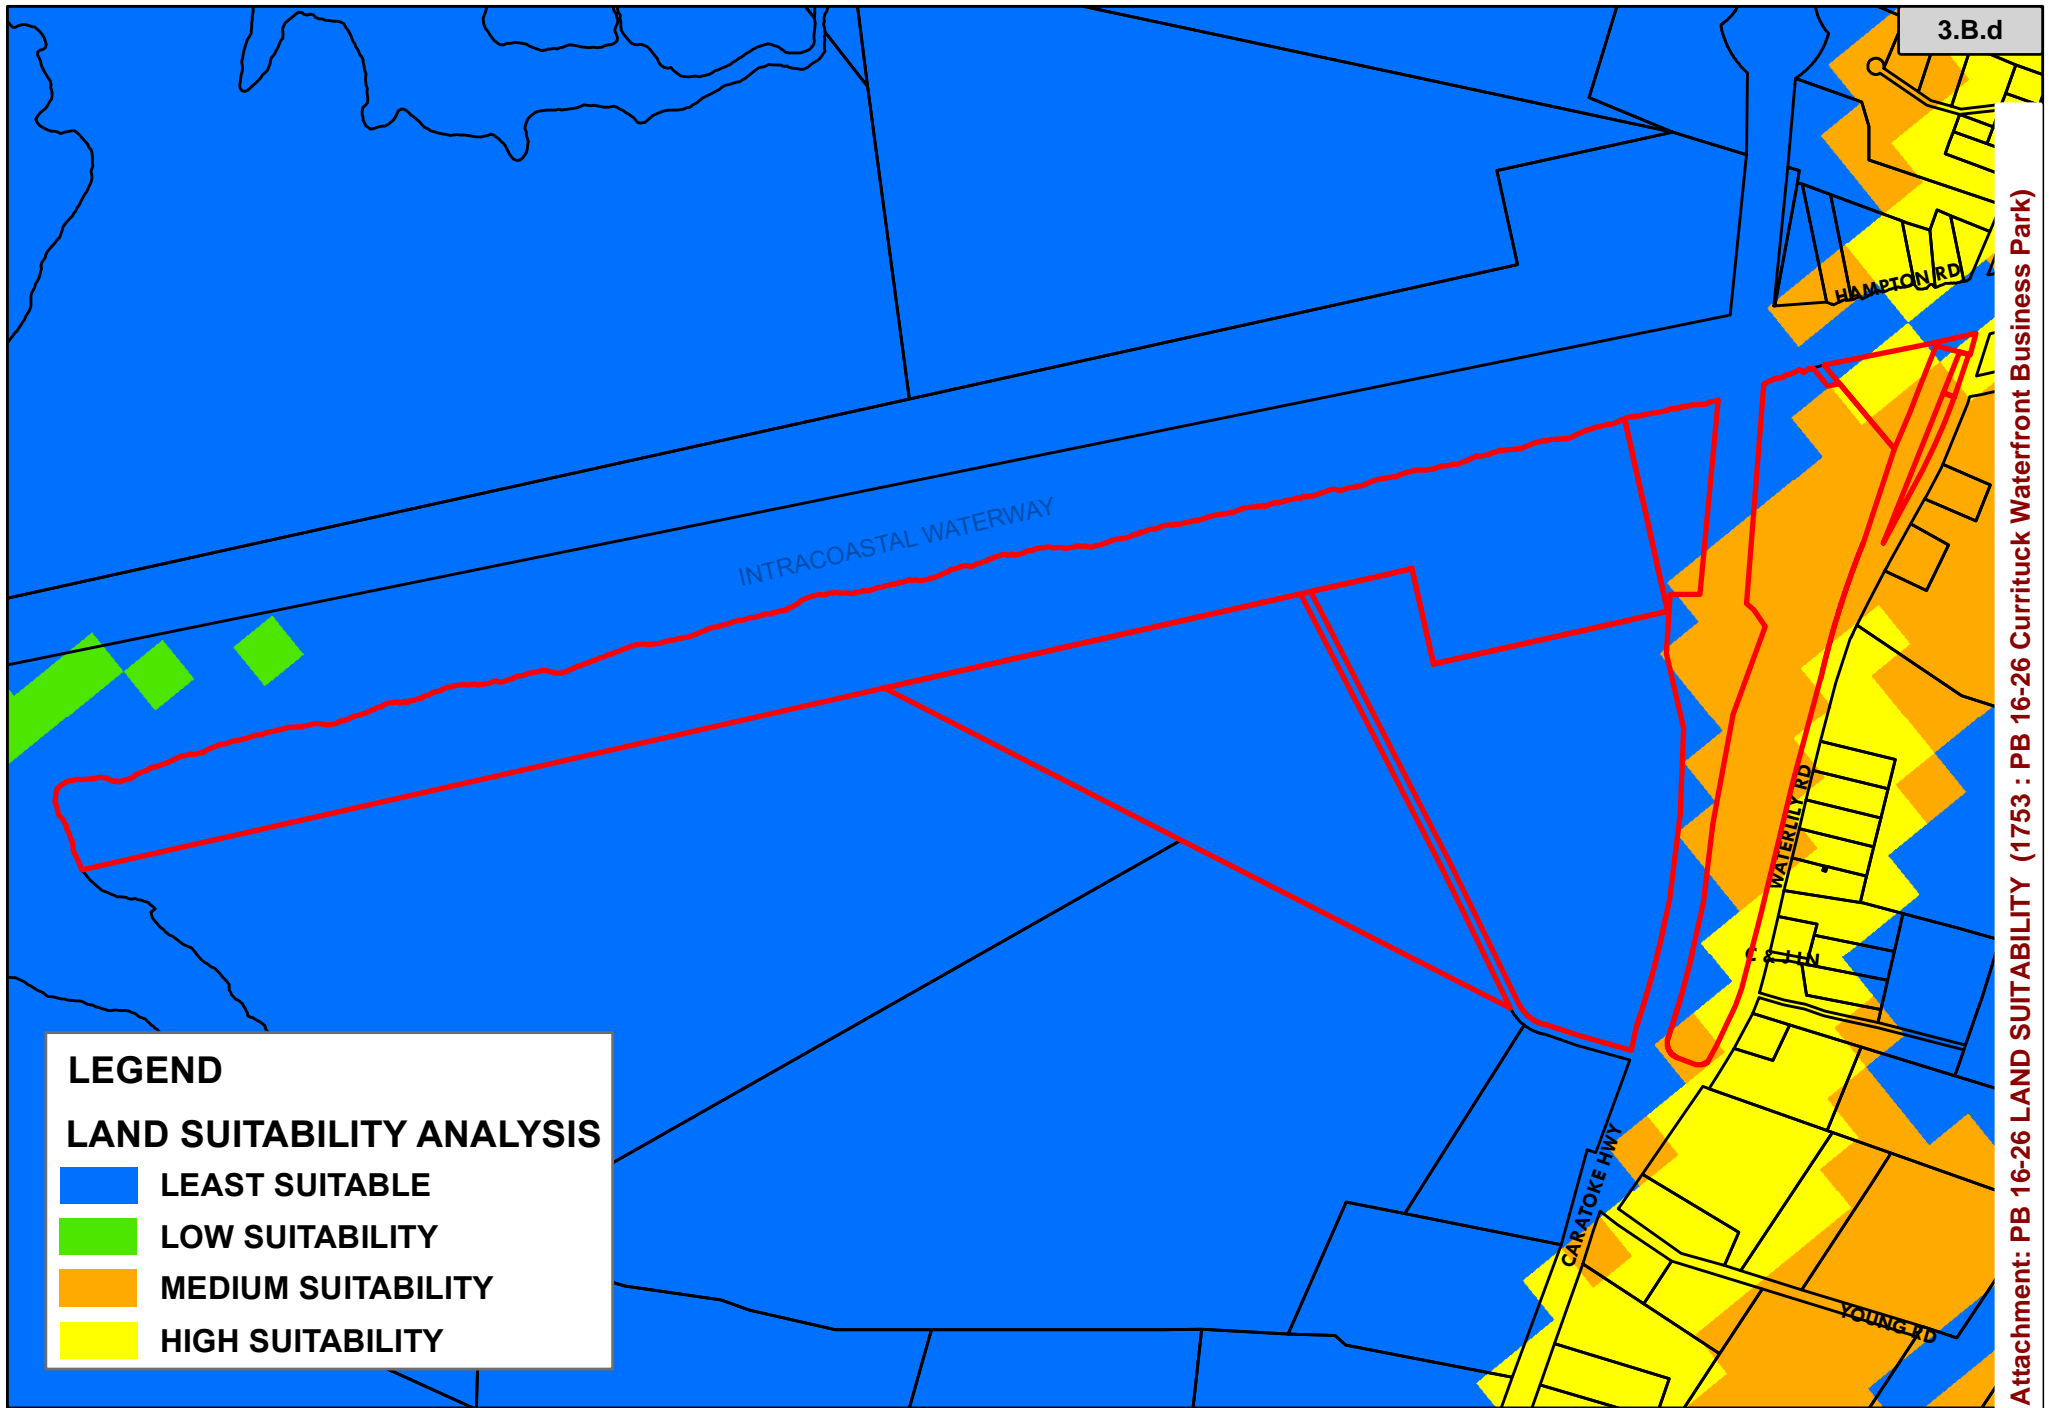 3.B.d
HAMPTON RD
INTRACOASTAL WATERWAY
WATERLILY RD
C & J LN
CARATOKE HWY
YOUNG RD
LEGEND
LAND SUITABILITY ANALYSIS
LEAST SUITABLE
LOW SUITABILITY
MEDIUM SUITABILITY
HIGH SUITABILITY
Attachment: PB 16-26 LAND SUITABILITY (1753 : PB 16-26 Currituck Waterfront Business Park)